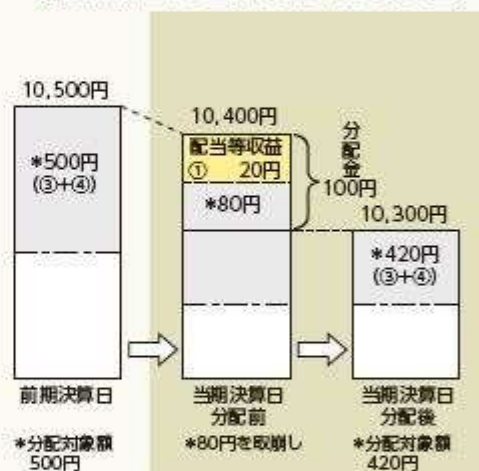 10,500円
*500円
(③+④)
10,400円
配当等収益
① 20円
*80円
分配金
100円
10,300円
*420円
(③+④)
前期決算日
当期決算日
分配前
当期決算日
分配後
*分配対象額
500円
*80円を取崩し
*分配対象額
420円